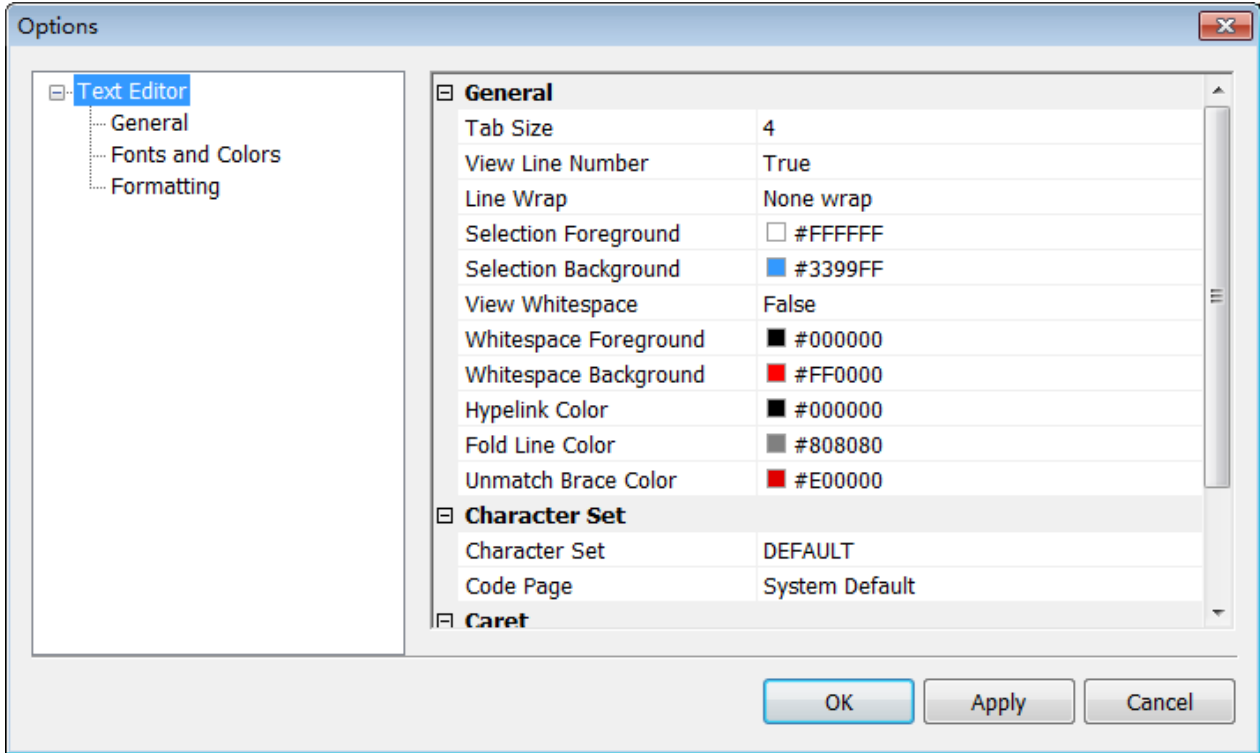 Options
Text Editor
General
Fonts and Colors
Formatting
General
Tab Size 4
View Line Number True
Line Wrap None wrap
Selection Foreground #FFFFFF
Selection Background #3399FF
View Whitespace False
Whitespace Foreground #000000
Whitespace Background #FF0000
Hypelink Color #000000
Fold Line Color #808080
Unmatch Brace Color #E00000
Character Set
Character Set DEFAULT
Code Page System Default
Caret
OK Apply Cancel